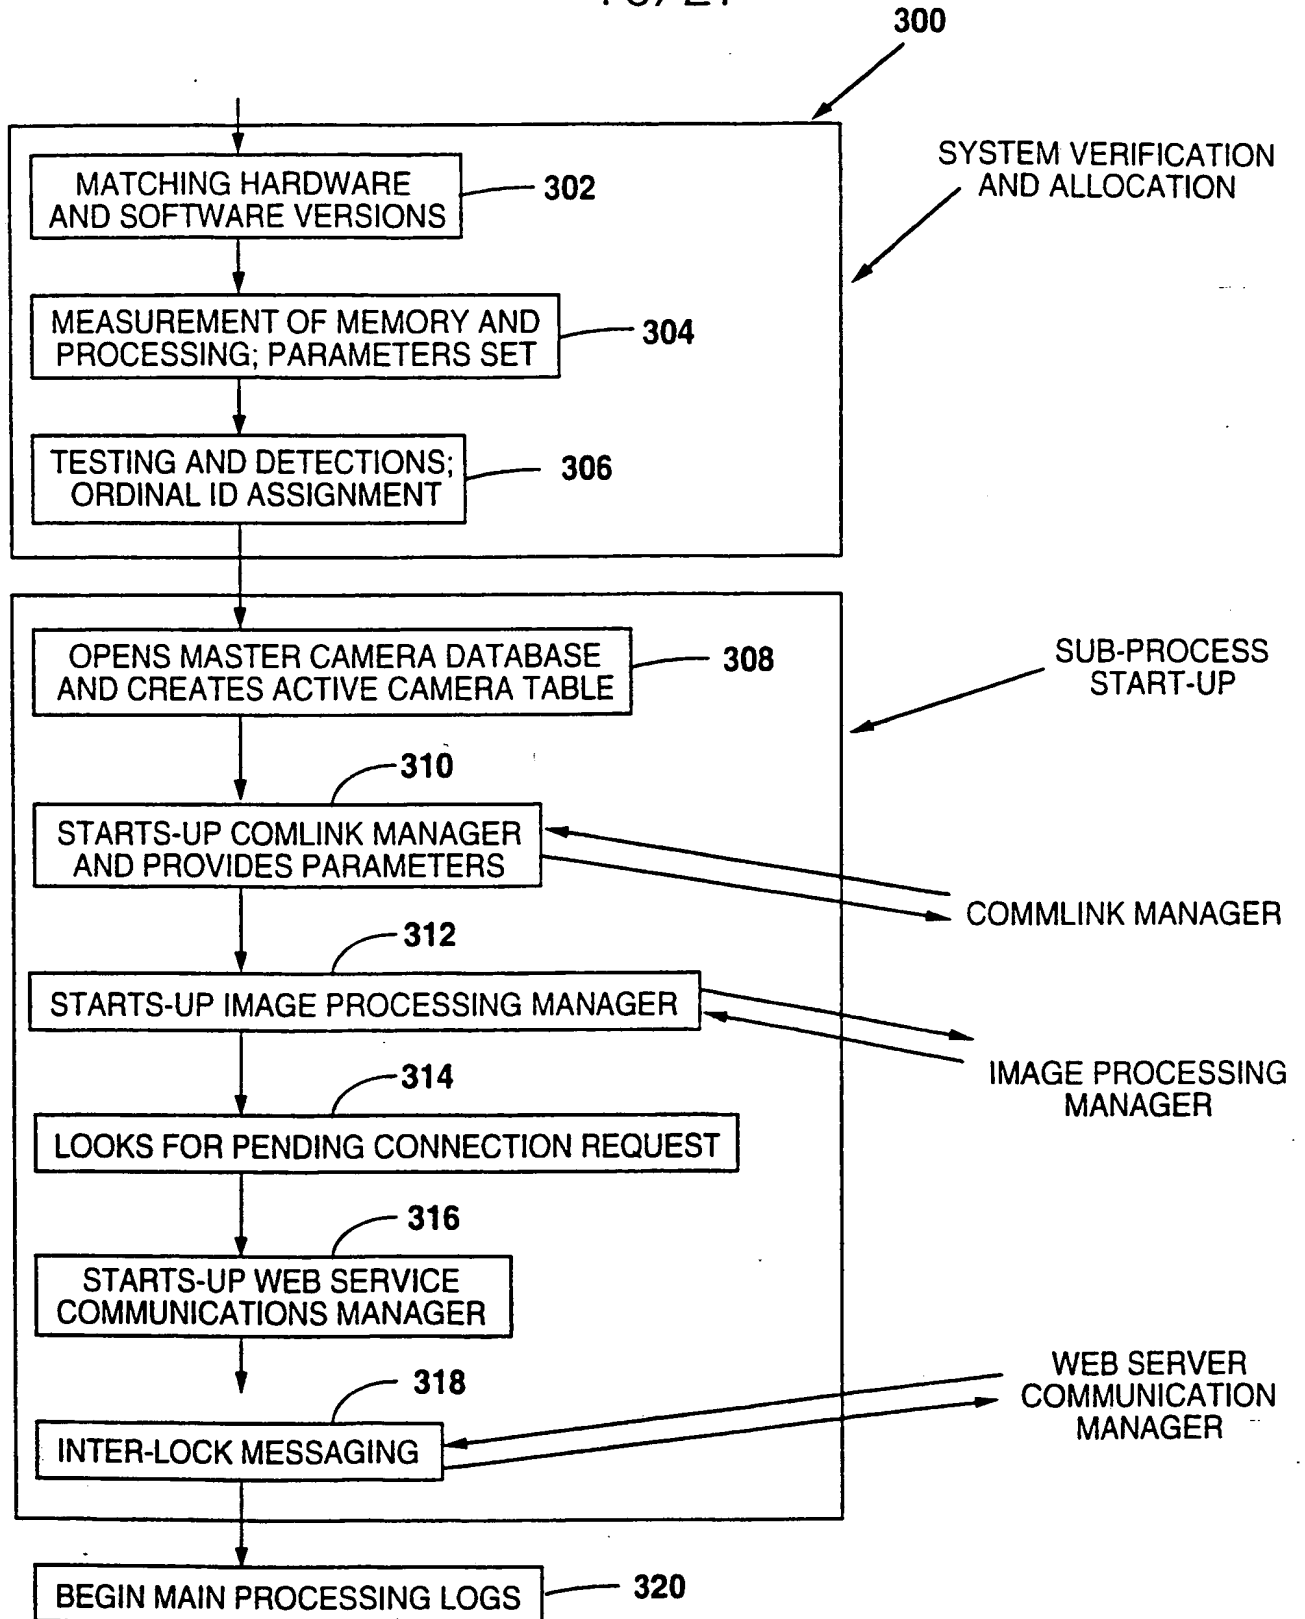 300
SYSTEM VERIFICATION
AND ALLOCATION
MATCHING HARDWARE
AND SOFTWARE VERSIONS
302
MEASUREMENT OF MEMORY AND
PROCESSING; PARAMETERS SET
304
TESTING AND DETECTIONS;
ORDINAL ID ASSIGNMENT
306
OPENS MASTER CAMERA DATABASE
AND CREATES ACTIVE CAMERA TABLE
308
SUB-PROCESS
START-UP
310
STARTS-UP COMLINK MANAGER
AND PROVIDES PARAMETERS
COMMLINK MANAGER
312
STARTS-UP IMAGE PROCESSING MANAGER
IMAGE PROCESSING
MANAGER
314
LOOKS FOR PENDING CONNECTION REQUEST
316
STARTS-UP WEB SERVICE
COMMUNICATIONS MANAGER
318
INTER-LOCK MESSAGING
WEB SERVER
COMMUNICATION
MANAGER
BEGIN MAIN PROCESSING LOGS
320